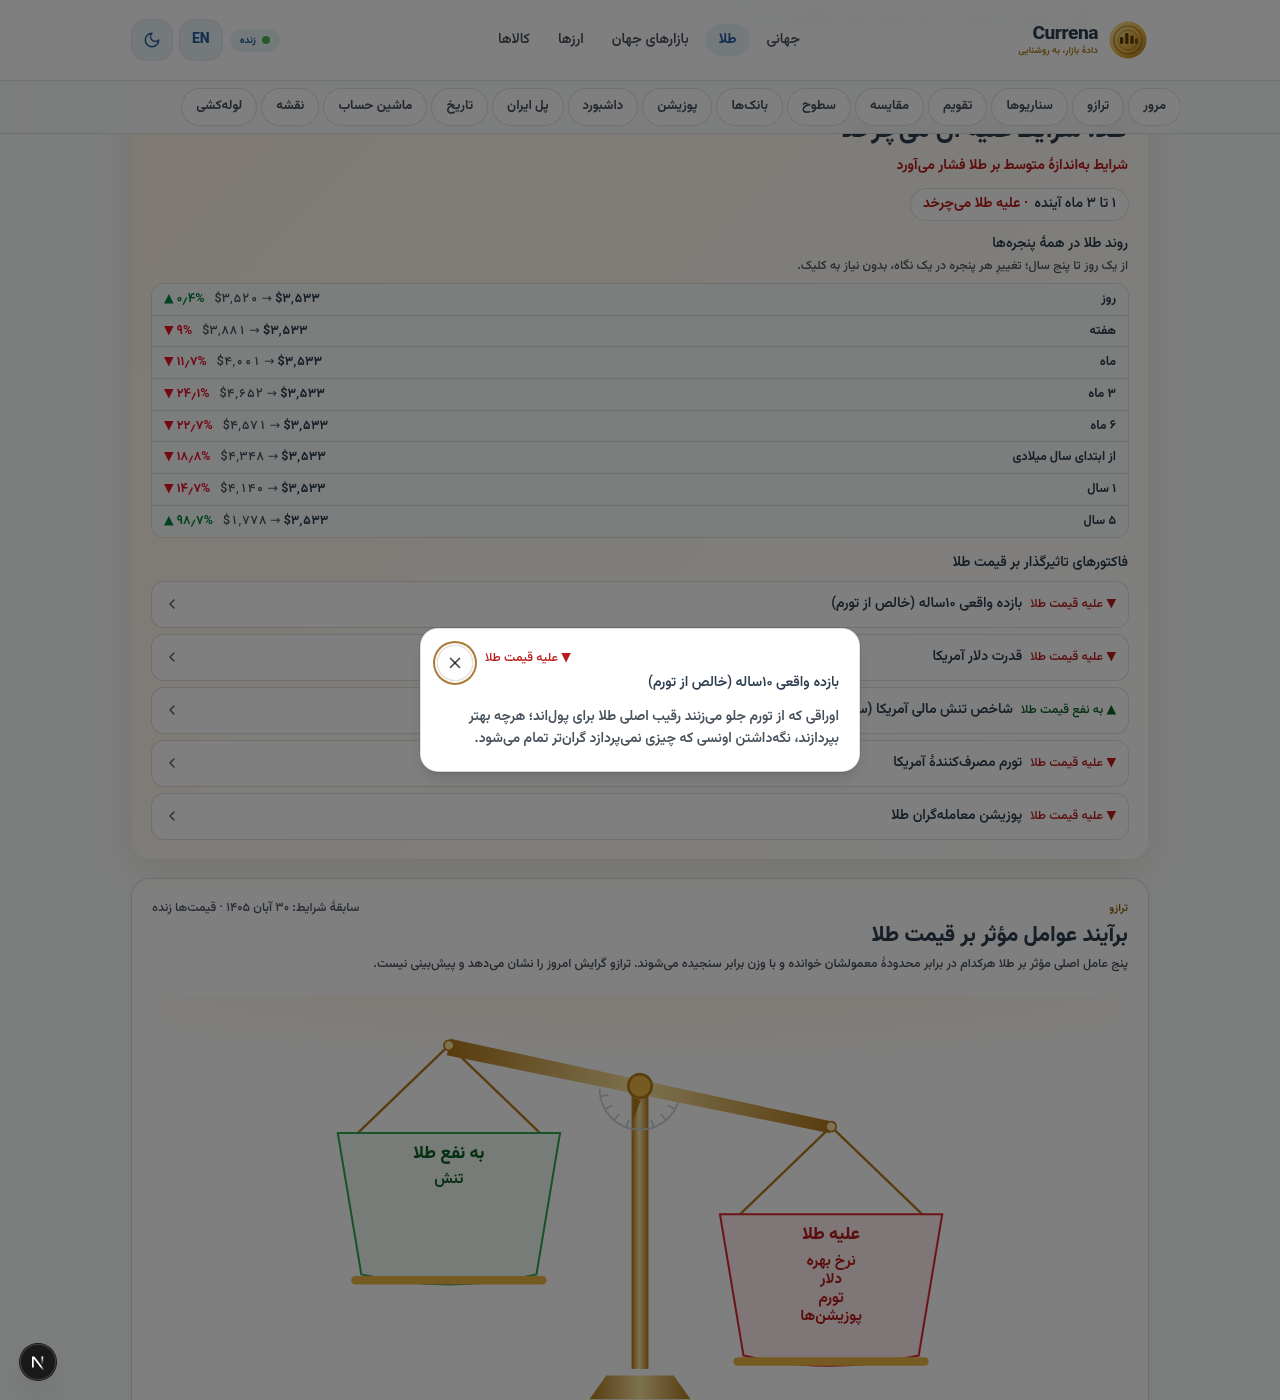 Currena
دادهٔ بازار، به روشنایی
جهانی
طلا
بازارهای جهان
ارزها
کالاها
زنده
EN
مرور
ترازو
سناریوها
تقویم
مقایسه
سطوح
بانک‌ها
پوزیشن
داشبورد
پل ایران
تاریخ
ماشین حساب
نقشه
لوله‌کشی
شرایط به‌اندازهٔ متوسط بر طلا فشار می‌آورد
۱ تا ۳ ماه آینده · علیه طلا می‌چرخد
روند طلا در همهٔ پنجره‌ها
از یک روز تا پنج سال؛ تغییرِ هر پنجره در یک نگاه، بدون نیاز به کلیک.
روز $۳,۵۲۰ → $۳,۵۳۳ ▲ ۰٫۴%
هفته $۳,۸۸۱ → $۳,۵۳۳ ▼ ۹%
ماه $۴,۰۰۱ → $۳,۵۳۳ ▼ ۱۱٫۷%
۳ ماه $۴,۶۵۲ → $۳,۵۳۳ ▼ ۲۴٫۱%
۶ ماه $۴,۵۷۱ → $۳,۵۳۳ ▼ ۲۲٫۷%
از ابتدای سال میلادی $۴,۳۴۸ → $۳,۵۳۳ ▼ ۱۸٫۸%
۱ سال $۴,۱۴۰ → $۳,۵۳۳ ▼ ۱۴٫۷%
۵ سال $۱,۷۷۸ → $۳,۵۳۳ ▲ ۹۸٫۷%
فاکتورهای تاثیرگذار بر قیمت طلا
▼ علیه قیمت طلا بازده واقعی ۱۰ساله (خالص از تورم)
▼ علیه قیمت طلا قدرت دلار آمریکا
▲ به نفع قیمت طلا شاخص تنش مالی آمریکا
▼ علیه قیمت طلا تورم مصرف‌کنندهٔ آمریکا
▼ علیه قیمت طلا پوزیشن معامله‌گران طلا
▼ علیه قیمت طلا
بازده واقعی ۱۰ساله (خالص از تورم)
اوراقی که از تورم جلو می‌زنند رقیب اصلی طلا برای پول‌اند؛ هرچه بهتر
بپردازند، نگه‌داشتن اونسی که چیزی نمی‌پردازد گران‌تر تمام می‌شود.
ترازو
سابقهٔ شرایط: ۳۰ آبان ۱۴۰۵ · قیمت‌ها زنده
برآیند عوامل مؤثر بر قیمت طلا
پنج عامل اصلی مؤثر بر طلا هرکدام در برابر محدودهٔ معمولشان خوانده و با وزن برابر سنجیده می‌شوند. ترازو گرایش امروز را نشان می‌دهد و پیش‌بینی نیست.
به نفع طلا
تنش
علیه طلا
نرخ بهره
دلار
تورم
پوزیشن‌ها
N